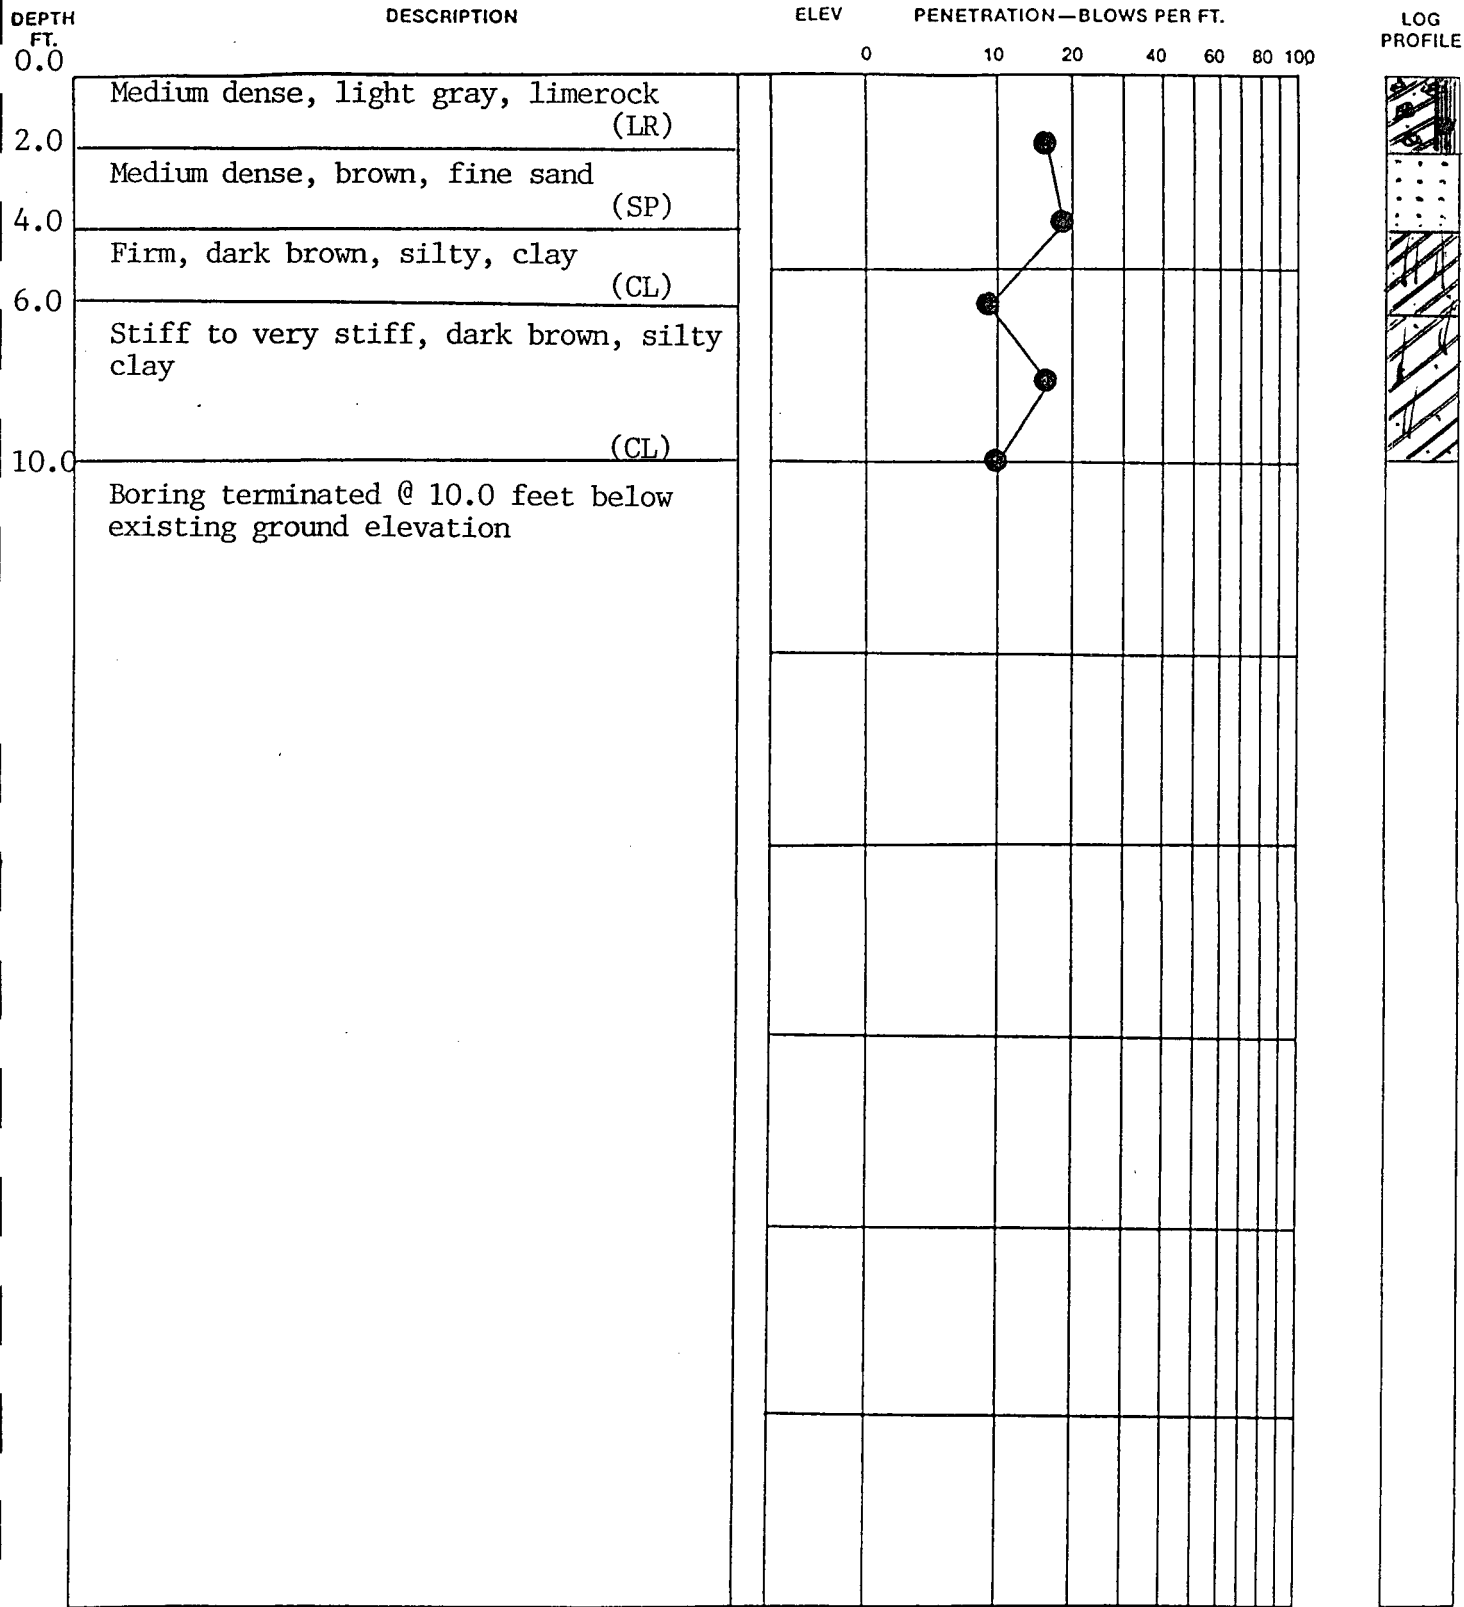 DEPTH FT. DESCRIPTION ELEV PENETRATION—BLOWS PER FT. LOG PROFILE
0 10 20 40 60 80 100
0.0
Medium dense, light gray, limerock
(LR)
2.0
Medium dense, brown, fine sand
(SP)
4.0
Firm, dark brown, silty, clay
(CL)
6.0
Stiff to very stiff, dark brown, silty
clay
(CL)
10.0
Boring terminated @ 10.0 feet below
existing ground elevation